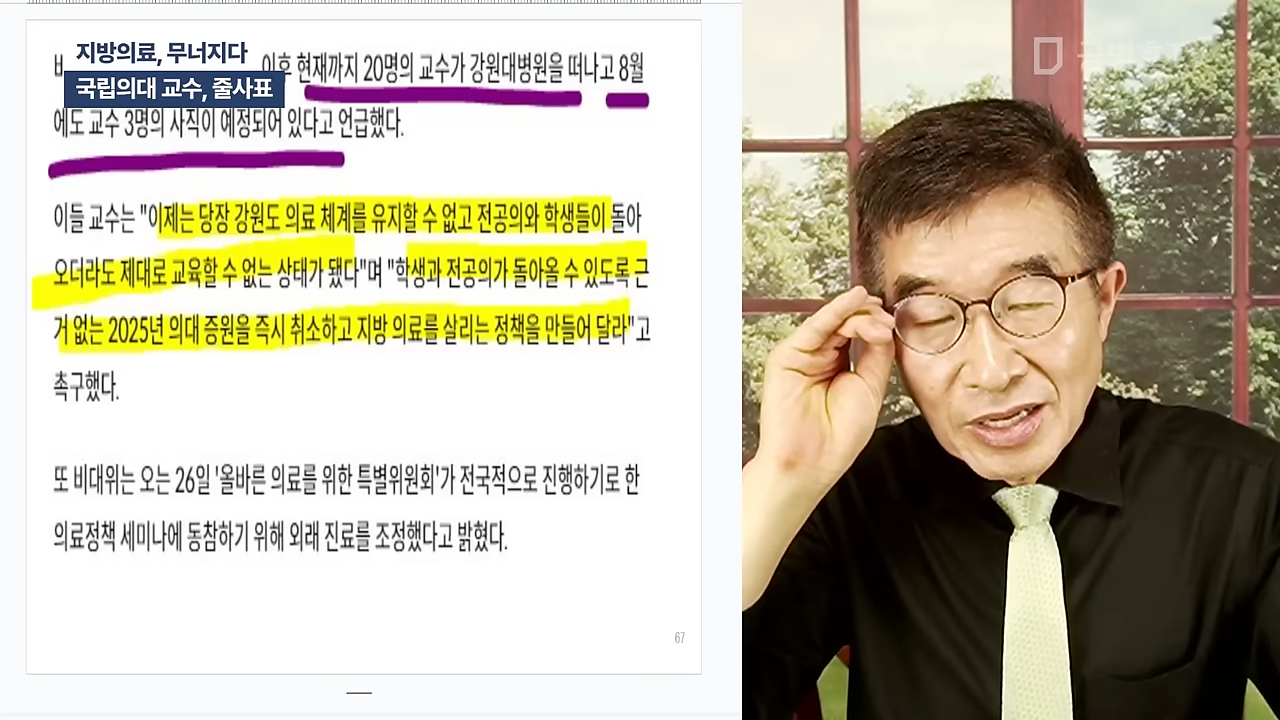 지방의료, 무너지다
국립의대 교수, 줄사표
이후 현재까지 20명의 교수가 강원대병원을 떠나고 8월
에도 교수 3명의 사직이 예정되어 있다고 언급했다.
이들 교수는 "이제는 당장 강원도 의료 체계를 유지할 수 없고 전공의와 학생들이 돌아
오더라도 제대로 교육할 수 없는 상태가 됐다"며 "학생과 전공의가 돌아올 수 있도록 근
거 없는 2025년 의대 증원을 즉시 취소하고 지방 의료를 살리는 정책을 만들어 달라"고
촉구했다.
또 비대위는 오는 26일 '올바른 의료를 위한 특별위원회'가 전국적으로 진행하기로 한
의료정책 세미나에 동참하기 위해 외래 진료를 조정했다고 밝혔다.
67